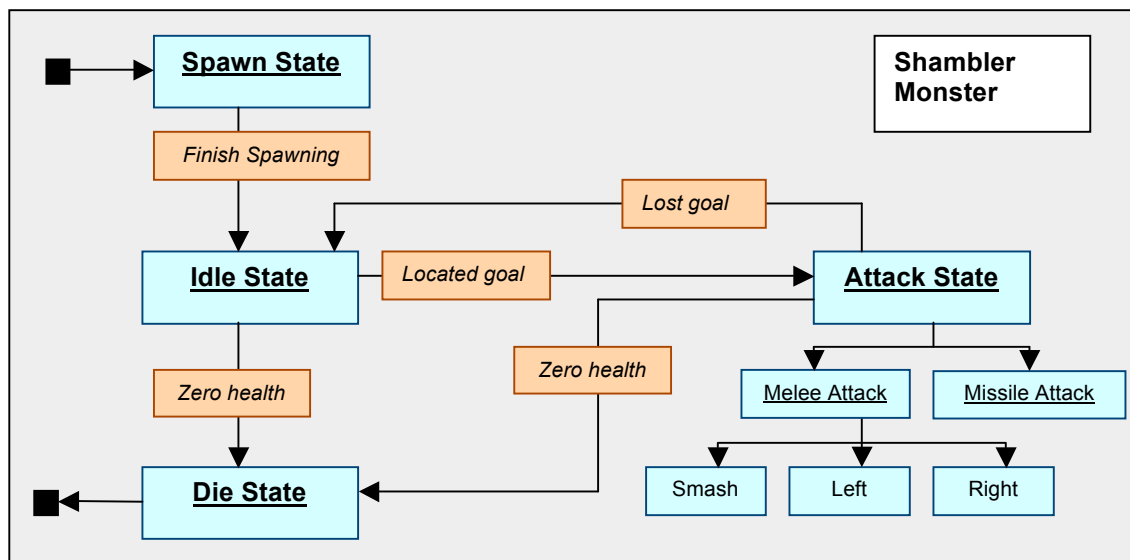 Spawn State
Shambler
Monster
Finish Spawning
Lost goal
Idle State
Located goal
Attack State
Zero health
Zero health
Melee Attack
Missile Attack
Die State
Smash
Left
Right